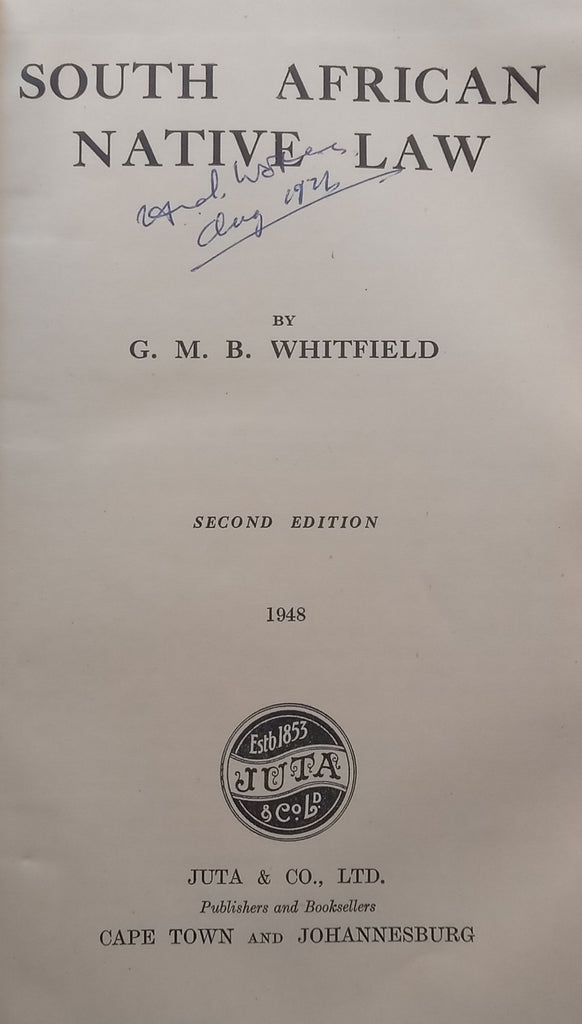 SOUTH AFRICAN
NATIVE LAW
Aug
BY
G. M. B. WHITFIELD
SECOND EDITION
1948
Estb 1853
JUTA
& Co. LD.
JUTA & CO., LTD.
Publishers and Booksellers
CAPE TOWN AND JOHANNESBURG